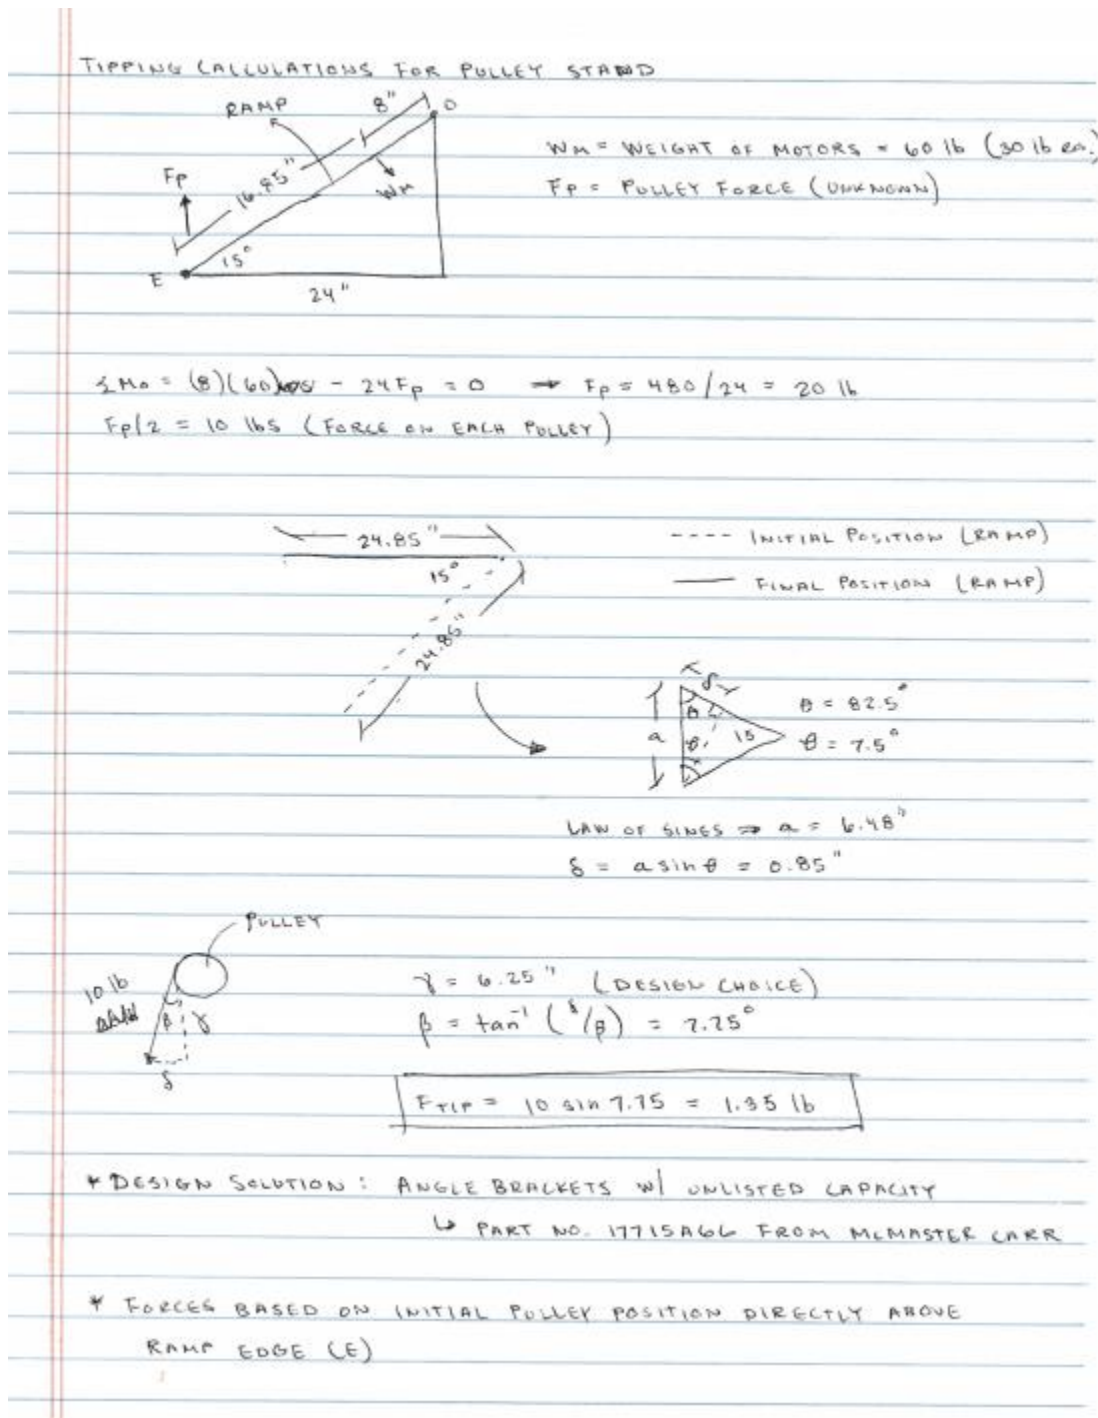 TIPPING CALCULATIONS FOR PULLEY STAND
RAMP
8"
O
16.85"
Fp
WM
15°
E
24"
WM = WEIGHT OF MOTORS = 60 lb (30 lb ea.)
FP = PULLEY FORCE (UNKNOWN)
ΣMo = (8)(60) - 24Fp = 0 → Fp = 480/24 = 20 lb
Fp/2 = 10 lbs (FORCE ON EACH PULLEY)
24.85"
15°
24.85"
---- INITIAL POSITION (RAMP)
—— FINAL POSITION (RAMP)
δ
a
θ
θ
15
θ = 82.5°
θ = 7.5°
LAW OF SINES ⇒ a = 6.48"
δ = a sin θ = 0.85"
PULLEY
10 lb
β
γ
δ
γ = 6.25" (DESIGN CHOICE)
β = tan⁻¹ (δ/β) = 7.75°
FTIP = 10 sin 7.75 = 1.35 lb
* DESIGN SOLUTION: ANGLE BRACKETS W/ UNLISTED CAPACITY
↳ PART NO. 17715A66 FROM MCMASTER CARR
* FORCES BASED ON INITIAL PULLEY POSITION DIRECTLY ABOVE
RAMP EDGE (E)